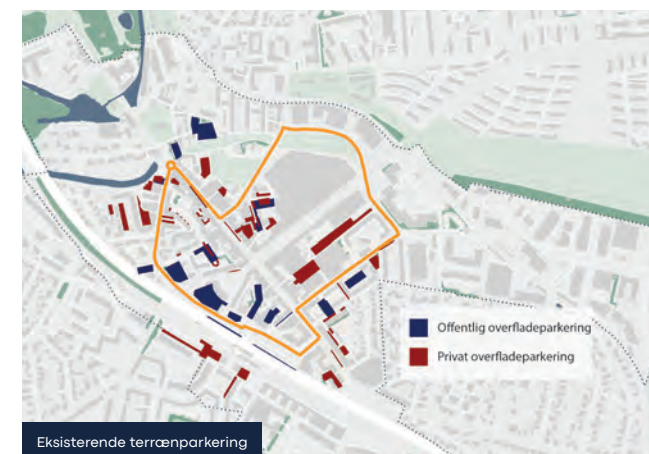 Offentlig overfladeparkering
Privat overfladeparkering
Eksisterende terrænparkering